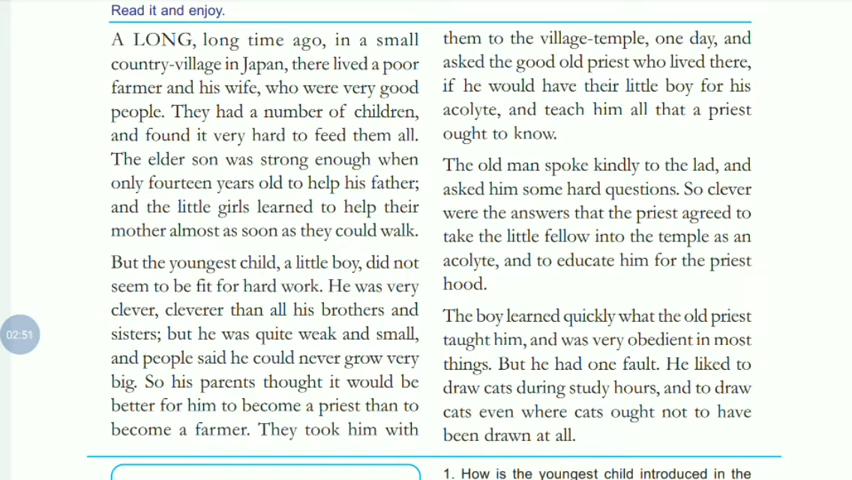 Read it and enjoy.
A LONG, long time ago, in a small
country-village in Japan, there lived a poor
farmer and his wife, who were very good
people. They had a number of children,
and found it very hard to feed them all.
The elder son was strong enough when
only fourteen years old to help his father;
and the little girls learned to help their
mother almost as soon as they could walk.
But the youngest child, a little boy, did not
seem to be fit for hard work. He was very
clever, cleverer than all his brothers and
sisters; but he was quite weak and small,
and people said he could never grow very
big. So his parents thought it would be
better for him to become a priest than to
become a farmer. They took him with
them to the village-temple, one day, and
asked the good old priest who lived there,
if he would have their little boy for his
acolyte, and teach him all that a priest
ought to know.
The old man spoke kindly to the lad, and
asked him some hard questions. So clever
were the answers that the priest agreed to
take the little fellow into the temple as an
acolyte, and to educate him for the priest
hood.
The boy learned quickly what the old priest
taught him, and was very obedient in most
things. But he had one fault. He liked to
draw cats during study hours, and to draw
cats even where cats ought not to have
been drawn at all.
02:51
1. How is the youngest child introduced in the